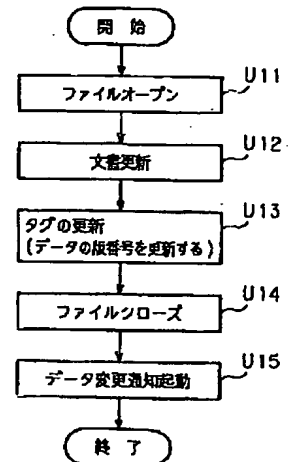 開始
U11
ファイルオープン
U12
文書更新
U13
タグの更新
(データの版番号を更新する)
U14
ファイルクローズ
U15
データ変更通知起動
終了